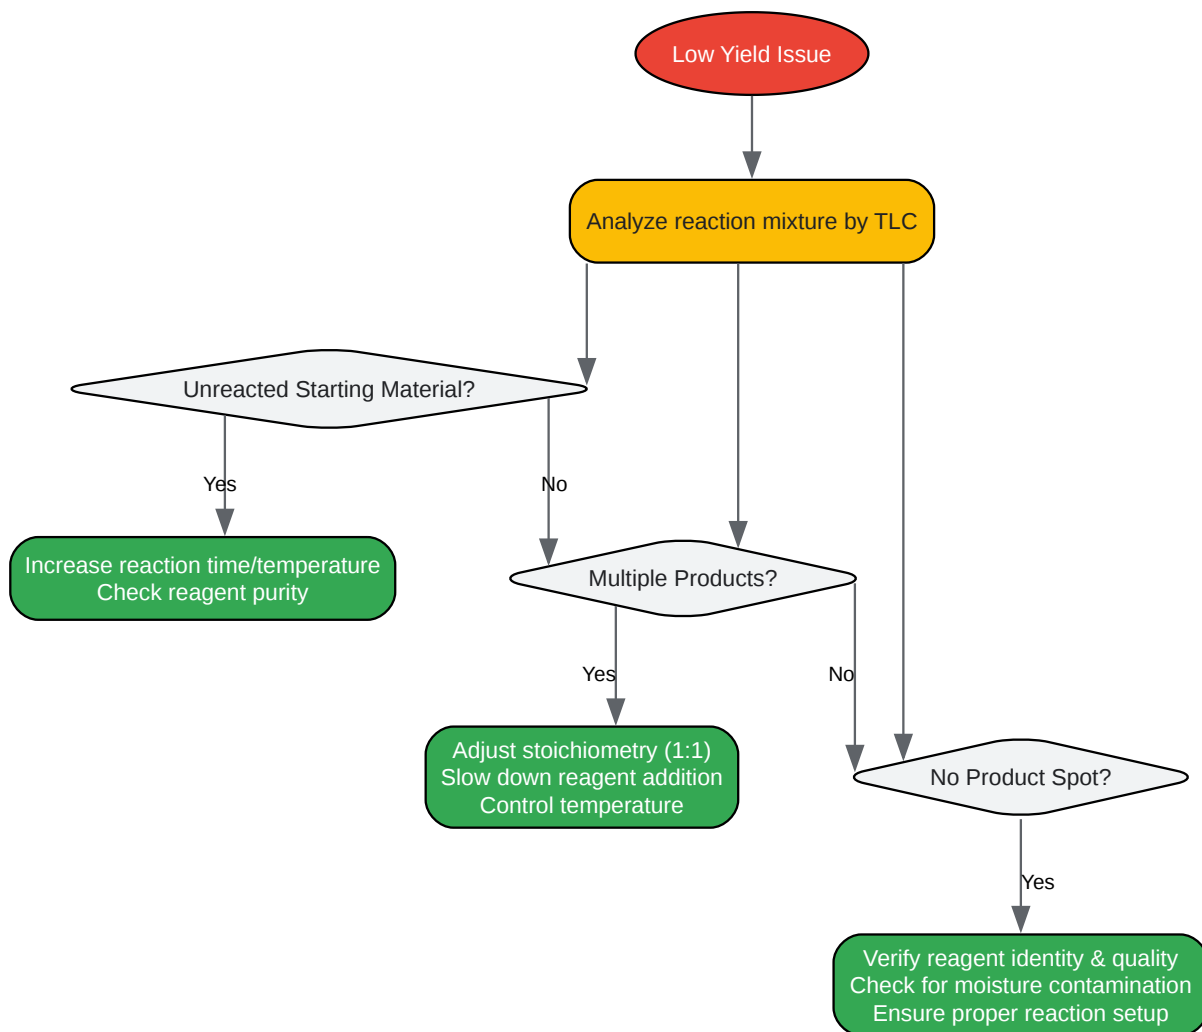 Low Yield Issue
Analyze reaction mixture by TLC
Unreacted Starting Material?
Yes
No
Increase reaction time/temperature
Check reagent purity
Multiple Products?
Yes
No
Adjust stoichiometry (1:1)
Slow down reagent addition
Control temperature
No Product Spot?
Yes
Verify reagent identity & quality
Check for moisture contamination
Ensure proper reaction setup